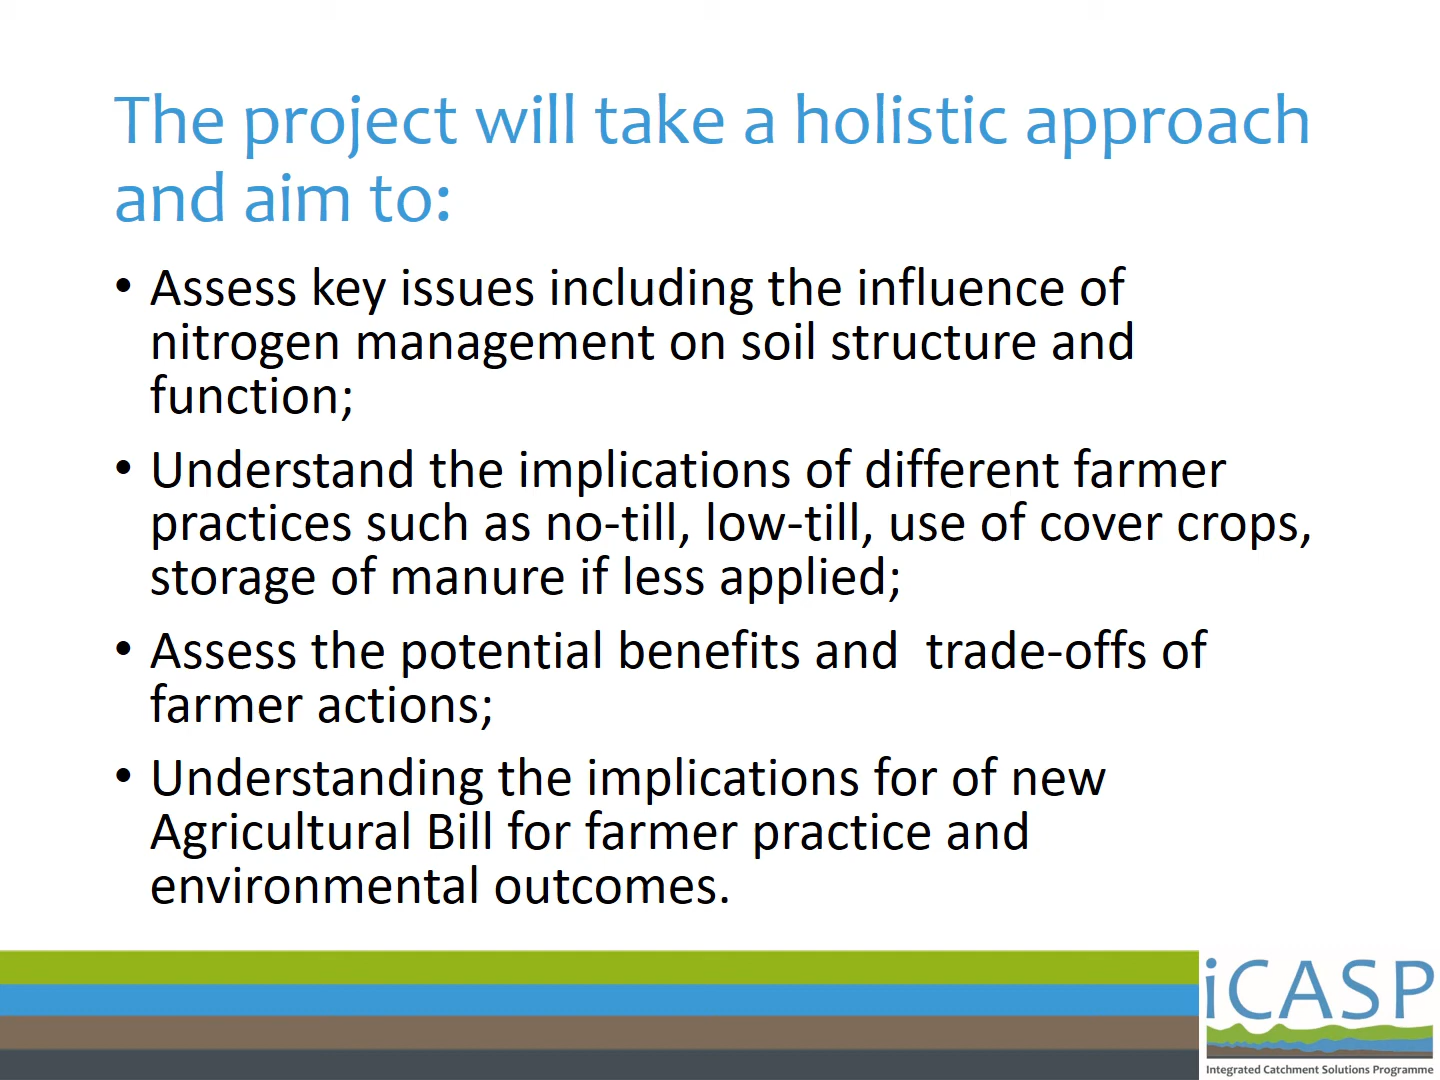 The project will take a holistic approach
and aim to:
• Assess key issues including the influence of
nitrogen management on soil structure and
function;
• Understand the implications of different farmer
practices such as no-till, low-till, use of cover crops,
storage of manure if less applied;
• Assess the potential benefits and  trade-offs of
farmer actions;
• Understanding the implications for of new
Agricultural Bill for farmer practice and
environmental outcomes.
iCASP
Integrated Catchment Solutions Programme